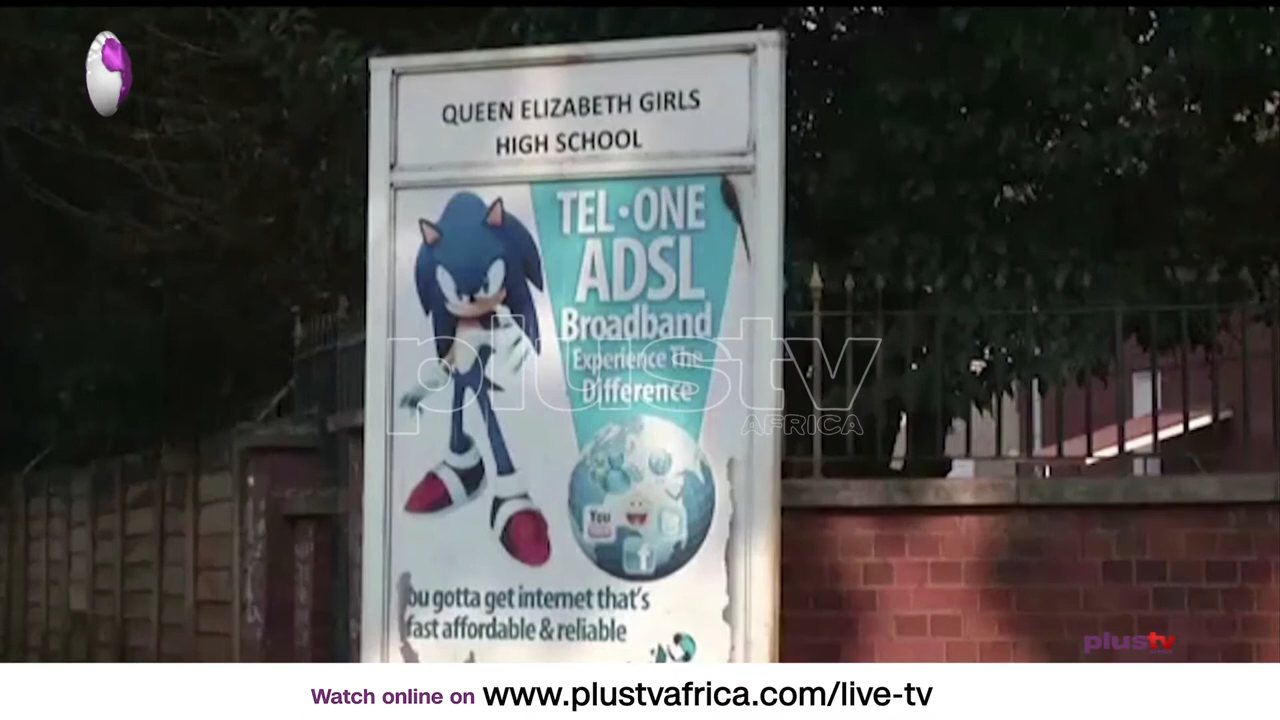 QUEEN ELIZABETH GIRLS
HIGH SCHOOL
TEL•ONE
ADSL
Broadband
Experience The
Difference
You
f
ou gotta get internet that's
fast affordable & reliable
plustv
AFRICA
plustv
Watch online on www.plustvafrica.com/live-tv